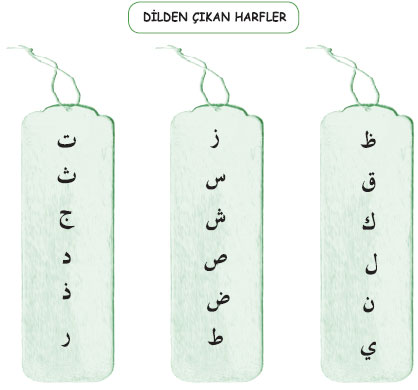 DİLDEN ÇIKAN HARFLER
ت
ث
ج
د
ذ
ر
ز
س
ش
ص
ض
ط
ظ
ق
ك
ل
ن
ي